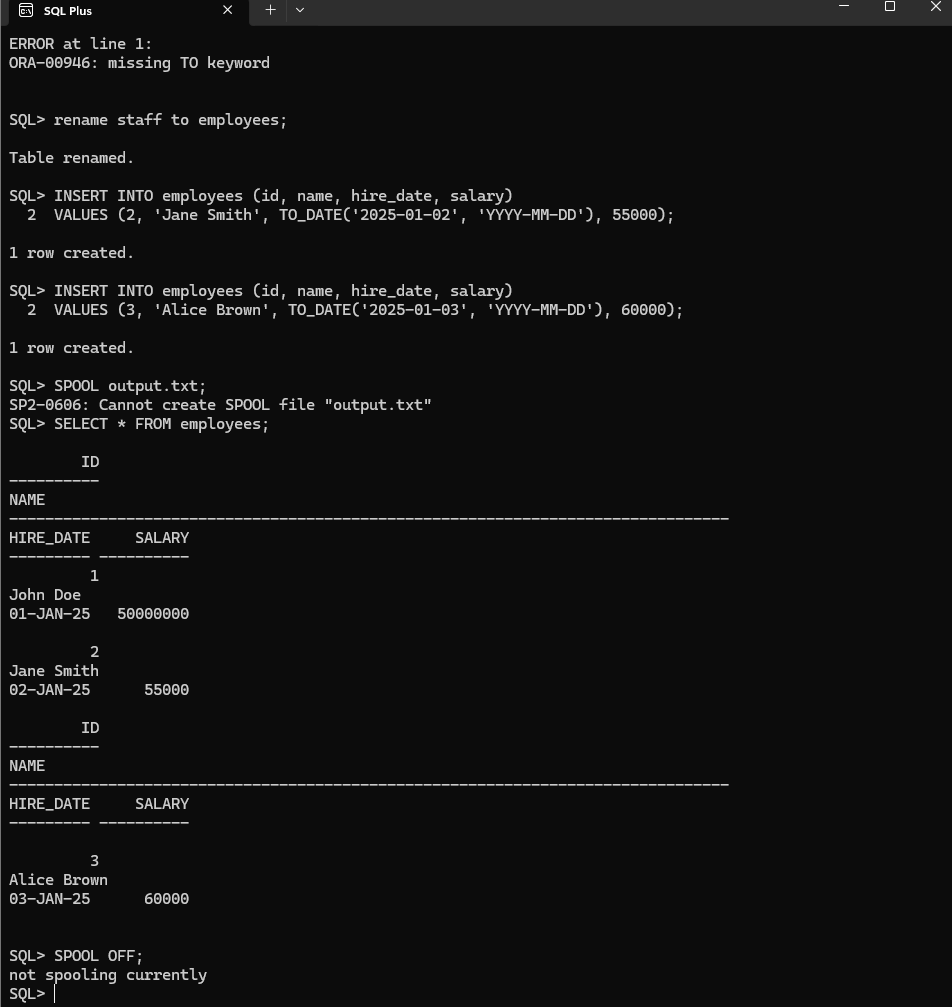 SQL Plus
ERROR at line 1:
ORA-00946: missing TO keyword
SQL> rename staff to employees;
Table renamed.
SQL> INSERT INTO employees (id, name, hire_date, salary)
  2  VALUES (2, 'Jane Smith', TO_DATE('2025-01-02', 'YYYY-MM-DD'), 55000);
1 row created.
SQL> INSERT INTO employees (id, name, hire_date, salary)
  2  VALUES (3, 'Alice Brown', TO_DATE('2025-01-03', 'YYYY-MM-DD'), 60000);
1 row created.
SQL> SPOOL output.txt;
SP2-0606: Cannot create SPOOL file "output.txt"
SQL> SELECT * FROM employees;
        ID
----------
NAME
--------------------------------------------------------------------------------
HIRE_DATE     SALARY
--------- ----------
         1
John Doe
01-JAN-25   50000000
         2
Jane Smith
02-JAN-25      55000
        ID
----------
NAME
--------------------------------------------------------------------------------
HIRE_DATE     SALARY
--------- ----------
         3
Alice Brown
03-JAN-25      60000
SQL> SPOOL OFF;
not spooling currently
SQL>